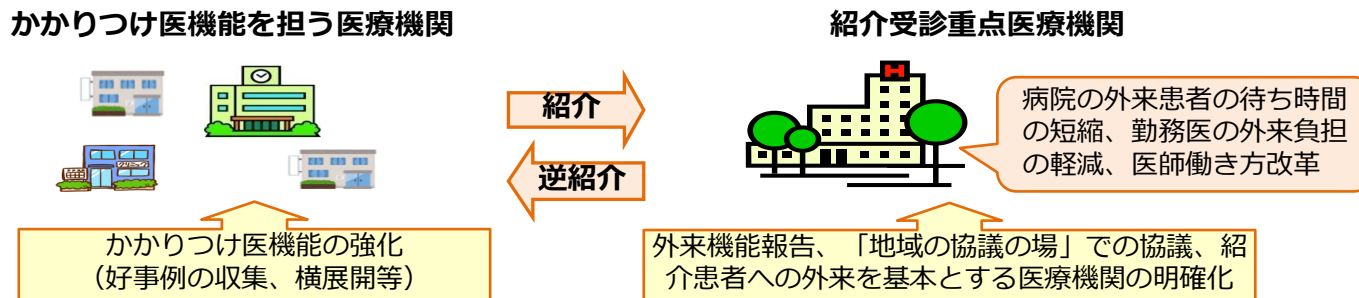 かかりつけ医機能を担う医療機関
紹介受診重点医療機関
H
紹介
逆紹介
病院の外来患者の待ち時間
の短縮、勤務医の外来負担
の軽減、医師働き方改革
かかりつけ医機能の強化
（好事例の収集、横展開等）
外来機能報告、「地域の協議の場」での協議、紹
介患者への外来を基本とする医療機関の明確化